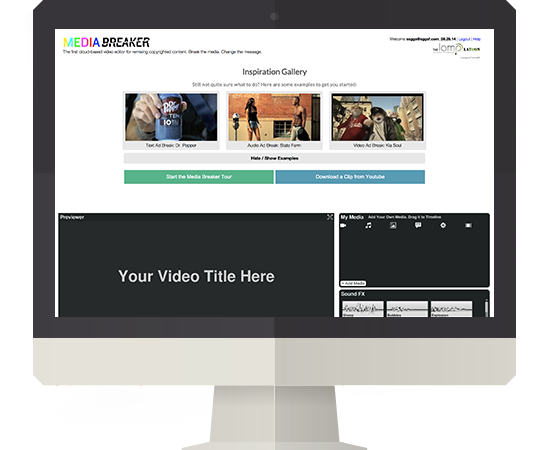 MEDIA BREAKER
The first cloud-based video editor for remixing copyrighted content. Break the media. Change the message.
Logout | Help
THE lamp LATOON
Inspiration Gallery
Still not quite sure what to do? Here are some examples to get you started:
Text Ad Break: Dr. Pepper
Audio Ad Break: State Farm
Video Ad Break: Kia Soul
Hide / Show Examples
Start the Media Breaker Tour
Download a Clip from Youtube
Previewer
Your Video Title Here
My Media Add Your Own Media. Drag it to Timeline
+ Add Media
Sound FX
Sheep
Bubbles
Explosion